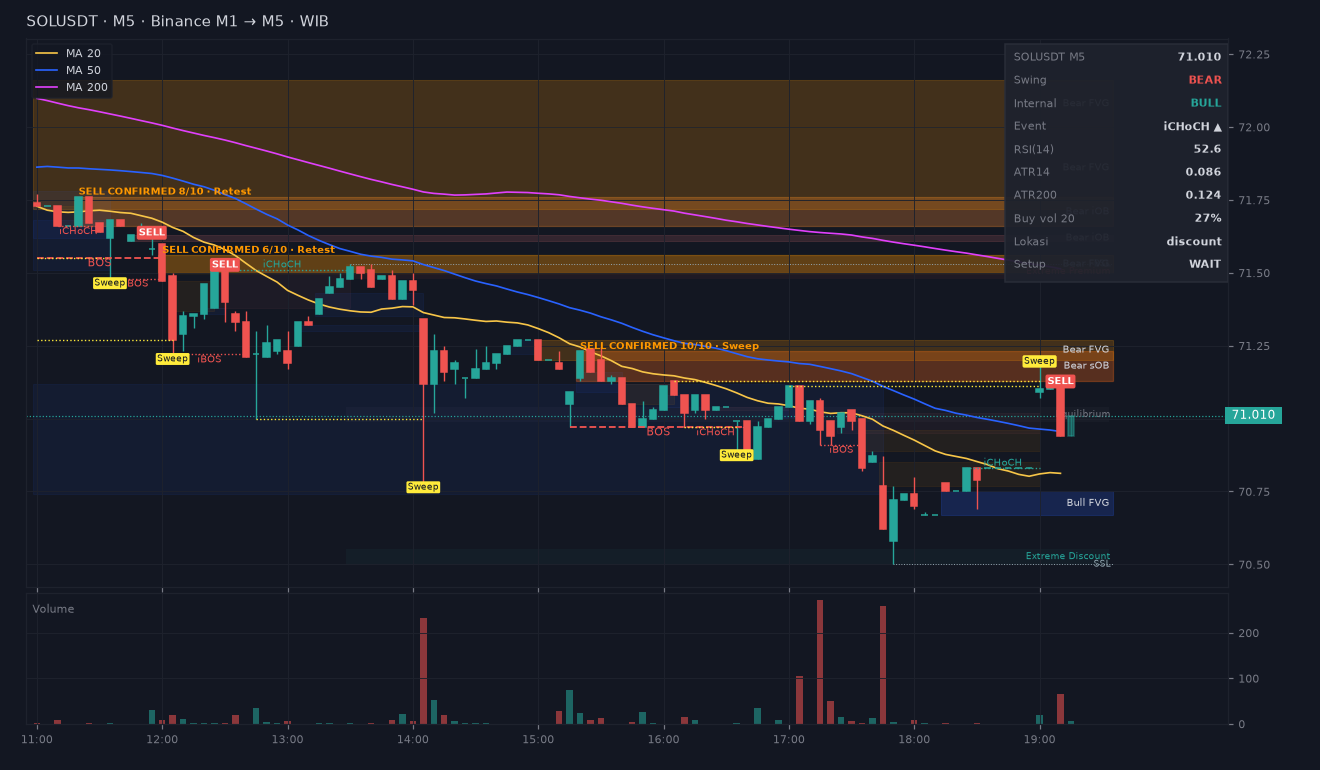 SOLUSDT · M5 · Binance M1 → M5 · WIB
MA 20
MA 50
MA 200
SOLUSDT M5 71.010
Swing BEAR
Internal BULL
Event iCHoCH ▲
RSI(14) 52.6
ATR14 0.086
ATR200 0.124
Buy vol 20 27%
Lokasi discount
Setup WAIT
72.25
72.00
71.75
71.50
71.25
71.010
70.75
70.50
SELL CONFIRMED 8/10 · Retest
iCHoCH
SELL
BOS
Sweep
BOS
SELL CONFIRMED 6/10 · Retest
SELL
iCHoCH
Sweep
iBOS
Sweep
SELL CONFIRMED 10/10 · Sweep
BOS
iCHoCH
Sweep
iBOS
iCHoCH
Bear FVG
Sweep
Bear sOB
SELL
Bull FVG
Extreme Discount
SSL
Volume
200
100
0
11:00
12:00
13:00
14:00
15:00
16:00
17:00
18:00
19:00